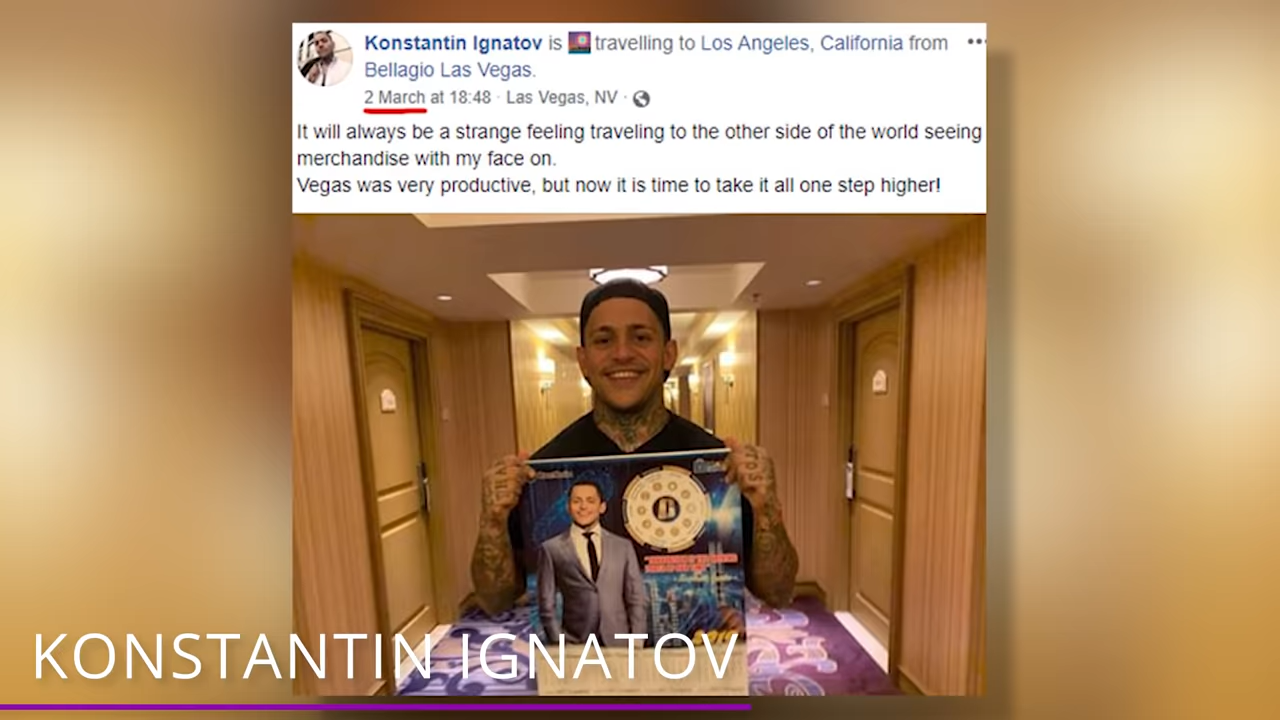 Konstantin Ignatov is travelling to Los Angeles, California from
Bellagio Las Vegas.
2 March at 18:48 · Las Vegas, NV ·
It will always be a strange feeling traveling to the other side of the world seeing
merchandise with my face on.
Vegas was very productive, but now it is time to take it all one step higher!
KONSTANTIN IGNATOV